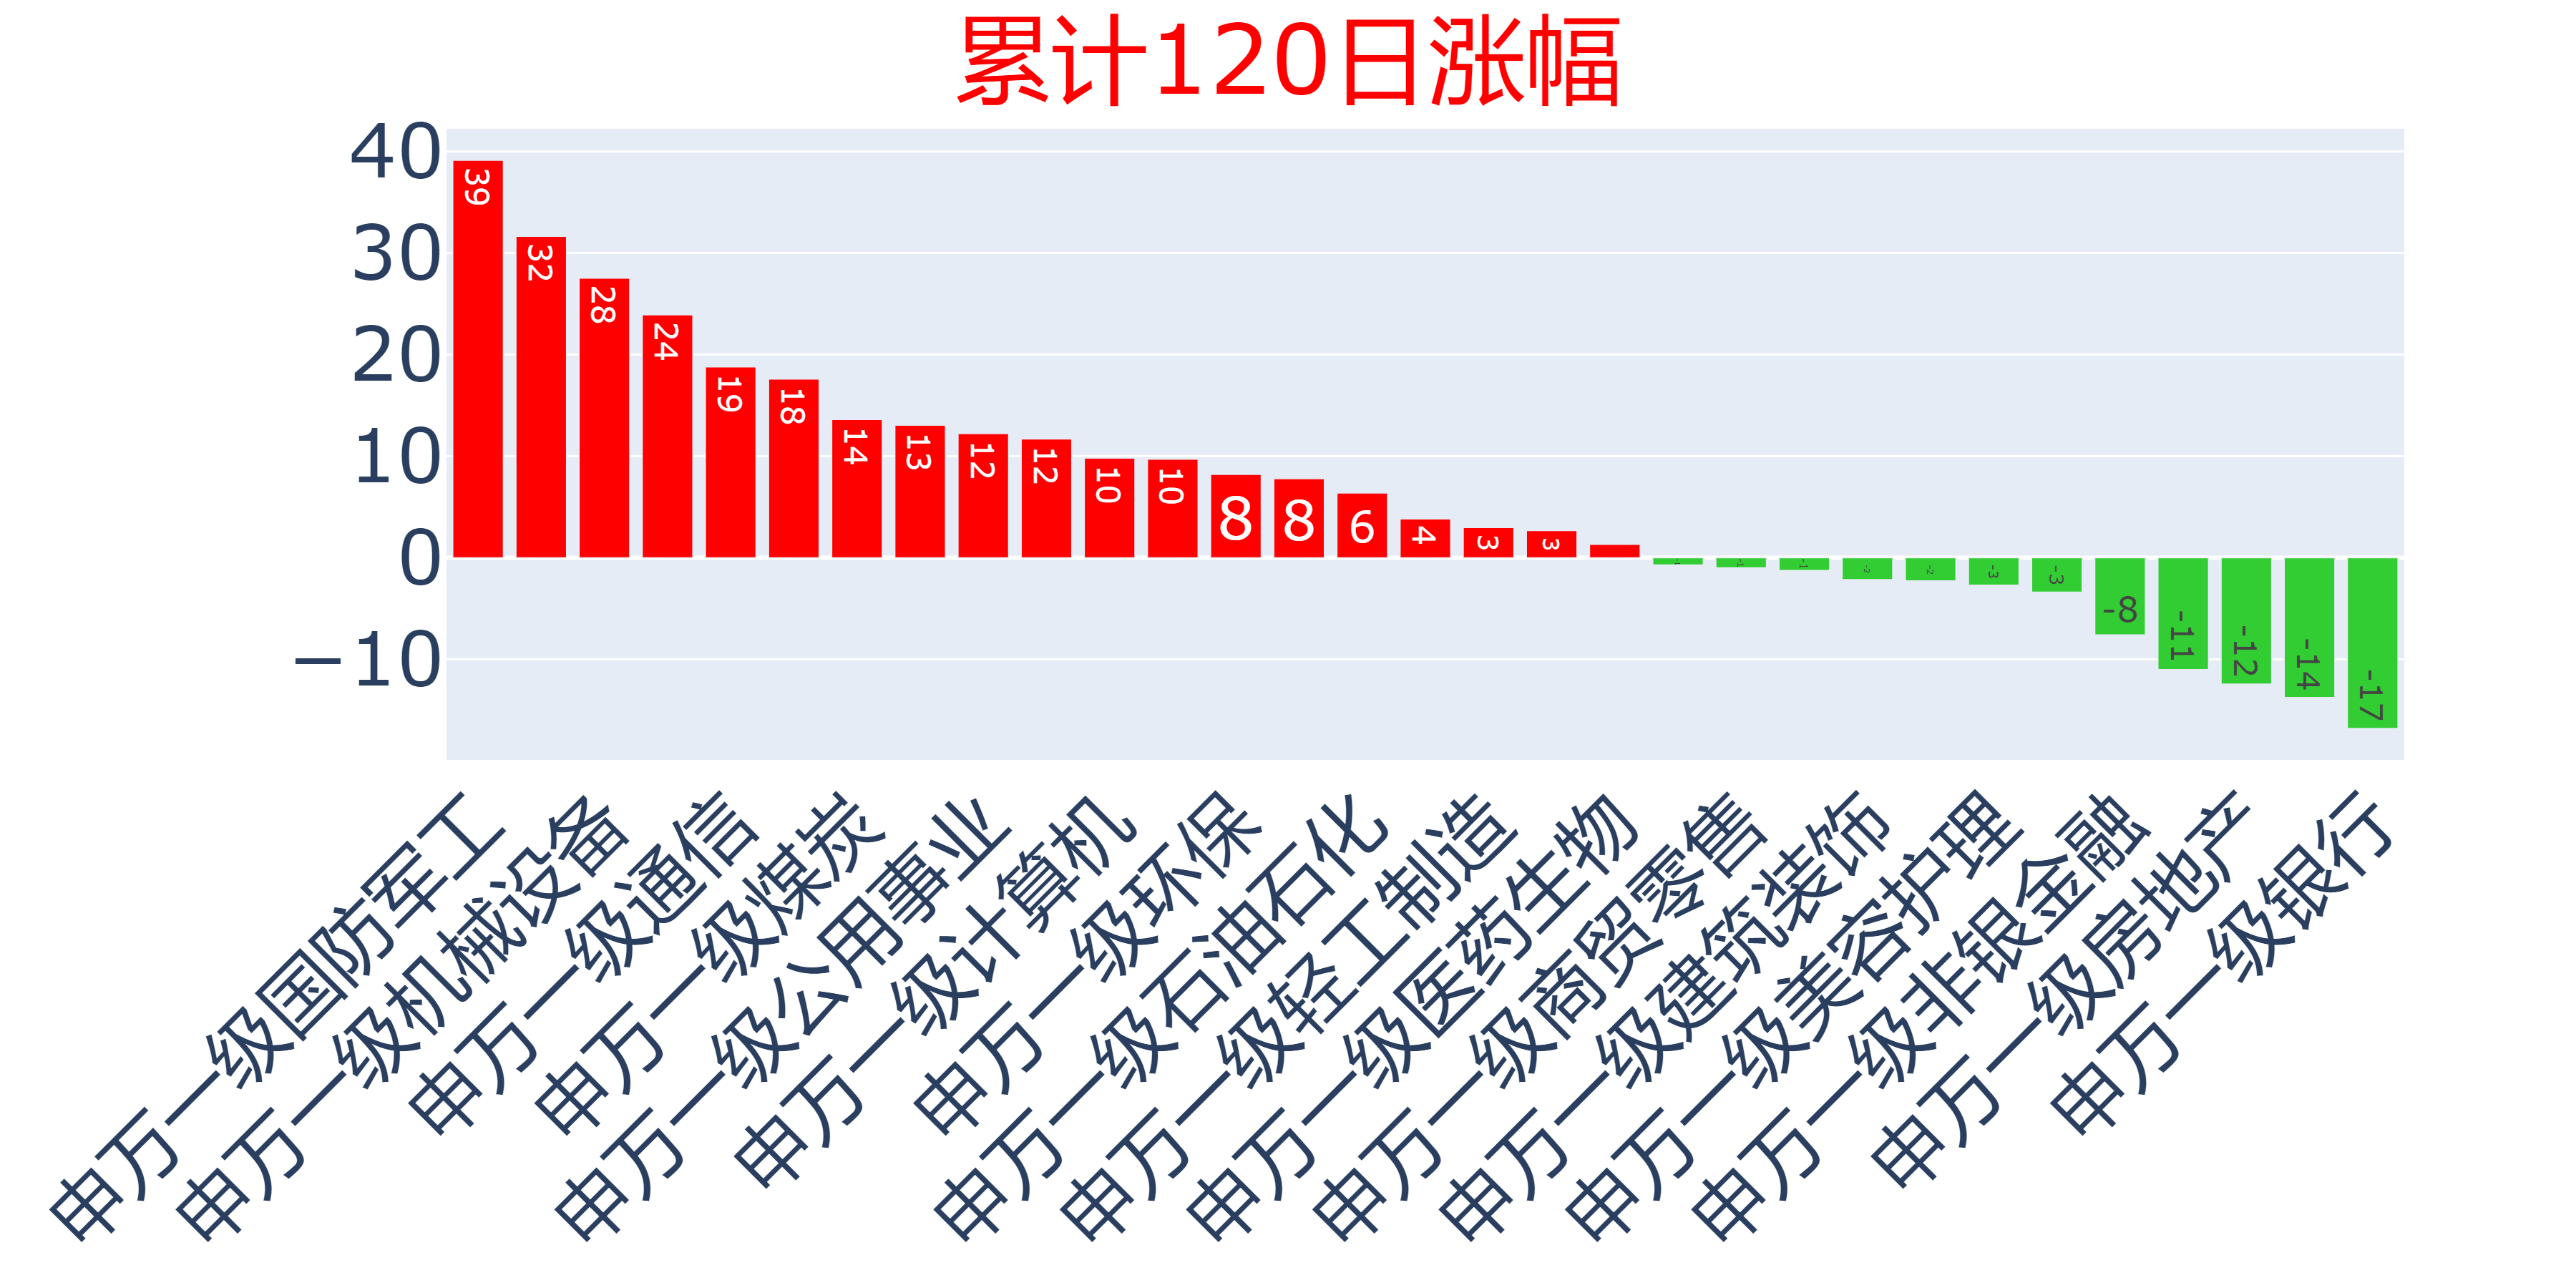 累计120日涨幅
40
30
20
10
0
−10
39
32
28
24
19
18
14
13
12
12
10
10
8
8
6
4
3
3
-1
-1
-1
-2
-2
-3
-3
-8
-11
-12
-14
-17
申万一级国防军工
申万一级机械设备
申万一级通信
申万一级煤炭
申万一级公用事业
申万一级计算机
申万一级环保
申万一级石油石化
申万一级轻工制造
申万一级医药生物
申万一级商贸零售
申万一级建筑装饰
申万一级美容护理
申万一级非银金融
申万一级房地产
申万一级银行